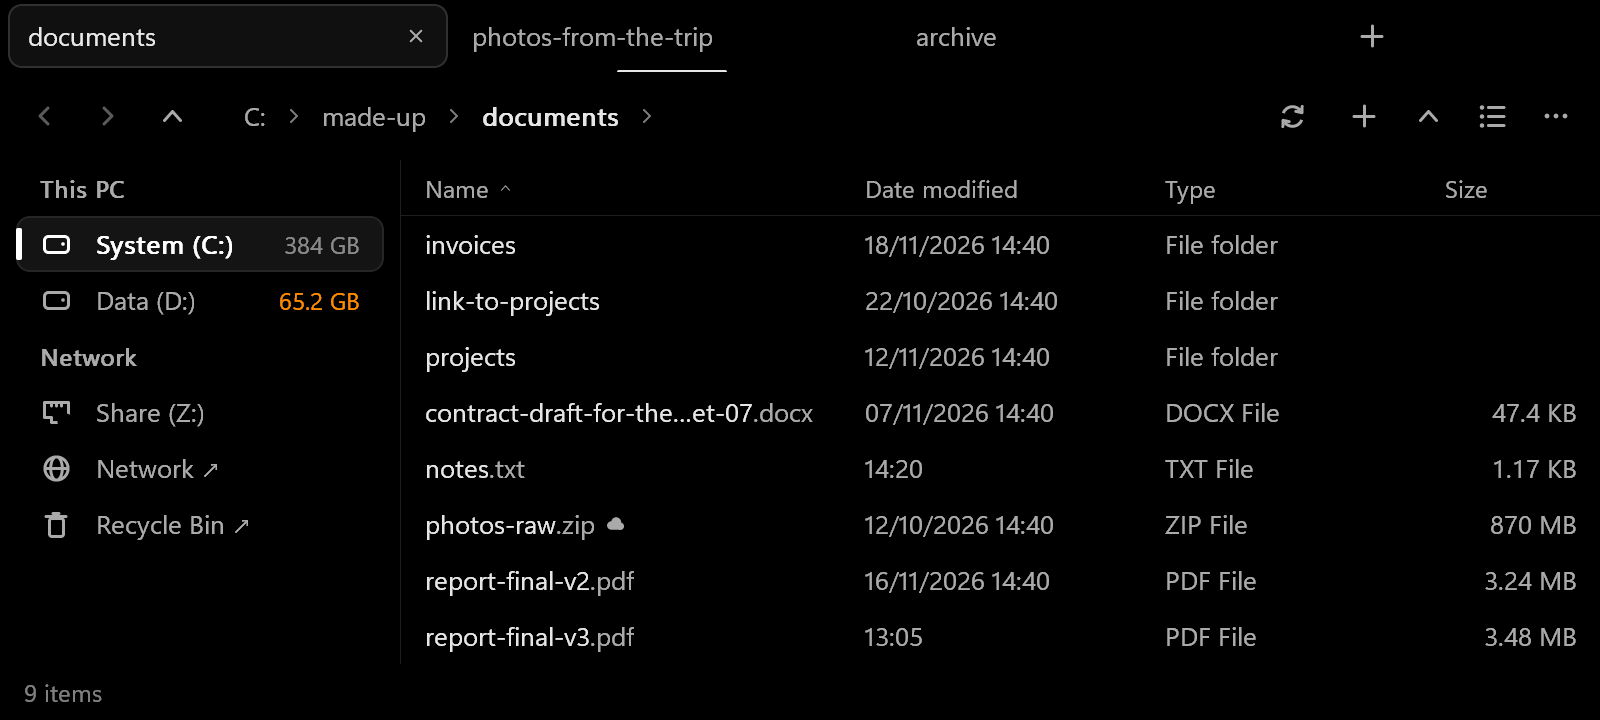 documents
photos-from-the-trip
archive
C: made-up documents
This PC
System (C:) 384 GB
Data (D:) 65.2 GB
Network
Share (Z:)
Network
Recycle Bin
Name Date modified Type Size
invoices 18/11/2026 14:40 File folder
link-to-projects 22/10/2026 14:40 File folder
projects 12/11/2026 14:40 File folder
contract-draft-for-the...et-07.docx 07/11/2026 14:40 DOCX File 47.4 KB
notes.txt 14:20 TXT File 1.17 KB
photos-raw.zip 12/10/2026 14:40 ZIP File 870 MB
report-final-v2.pdf 16/11/2026 14:40 PDF File 3.24 MB
report-final-v3.pdf 13:05 PDF File 3.48 MB
9 items